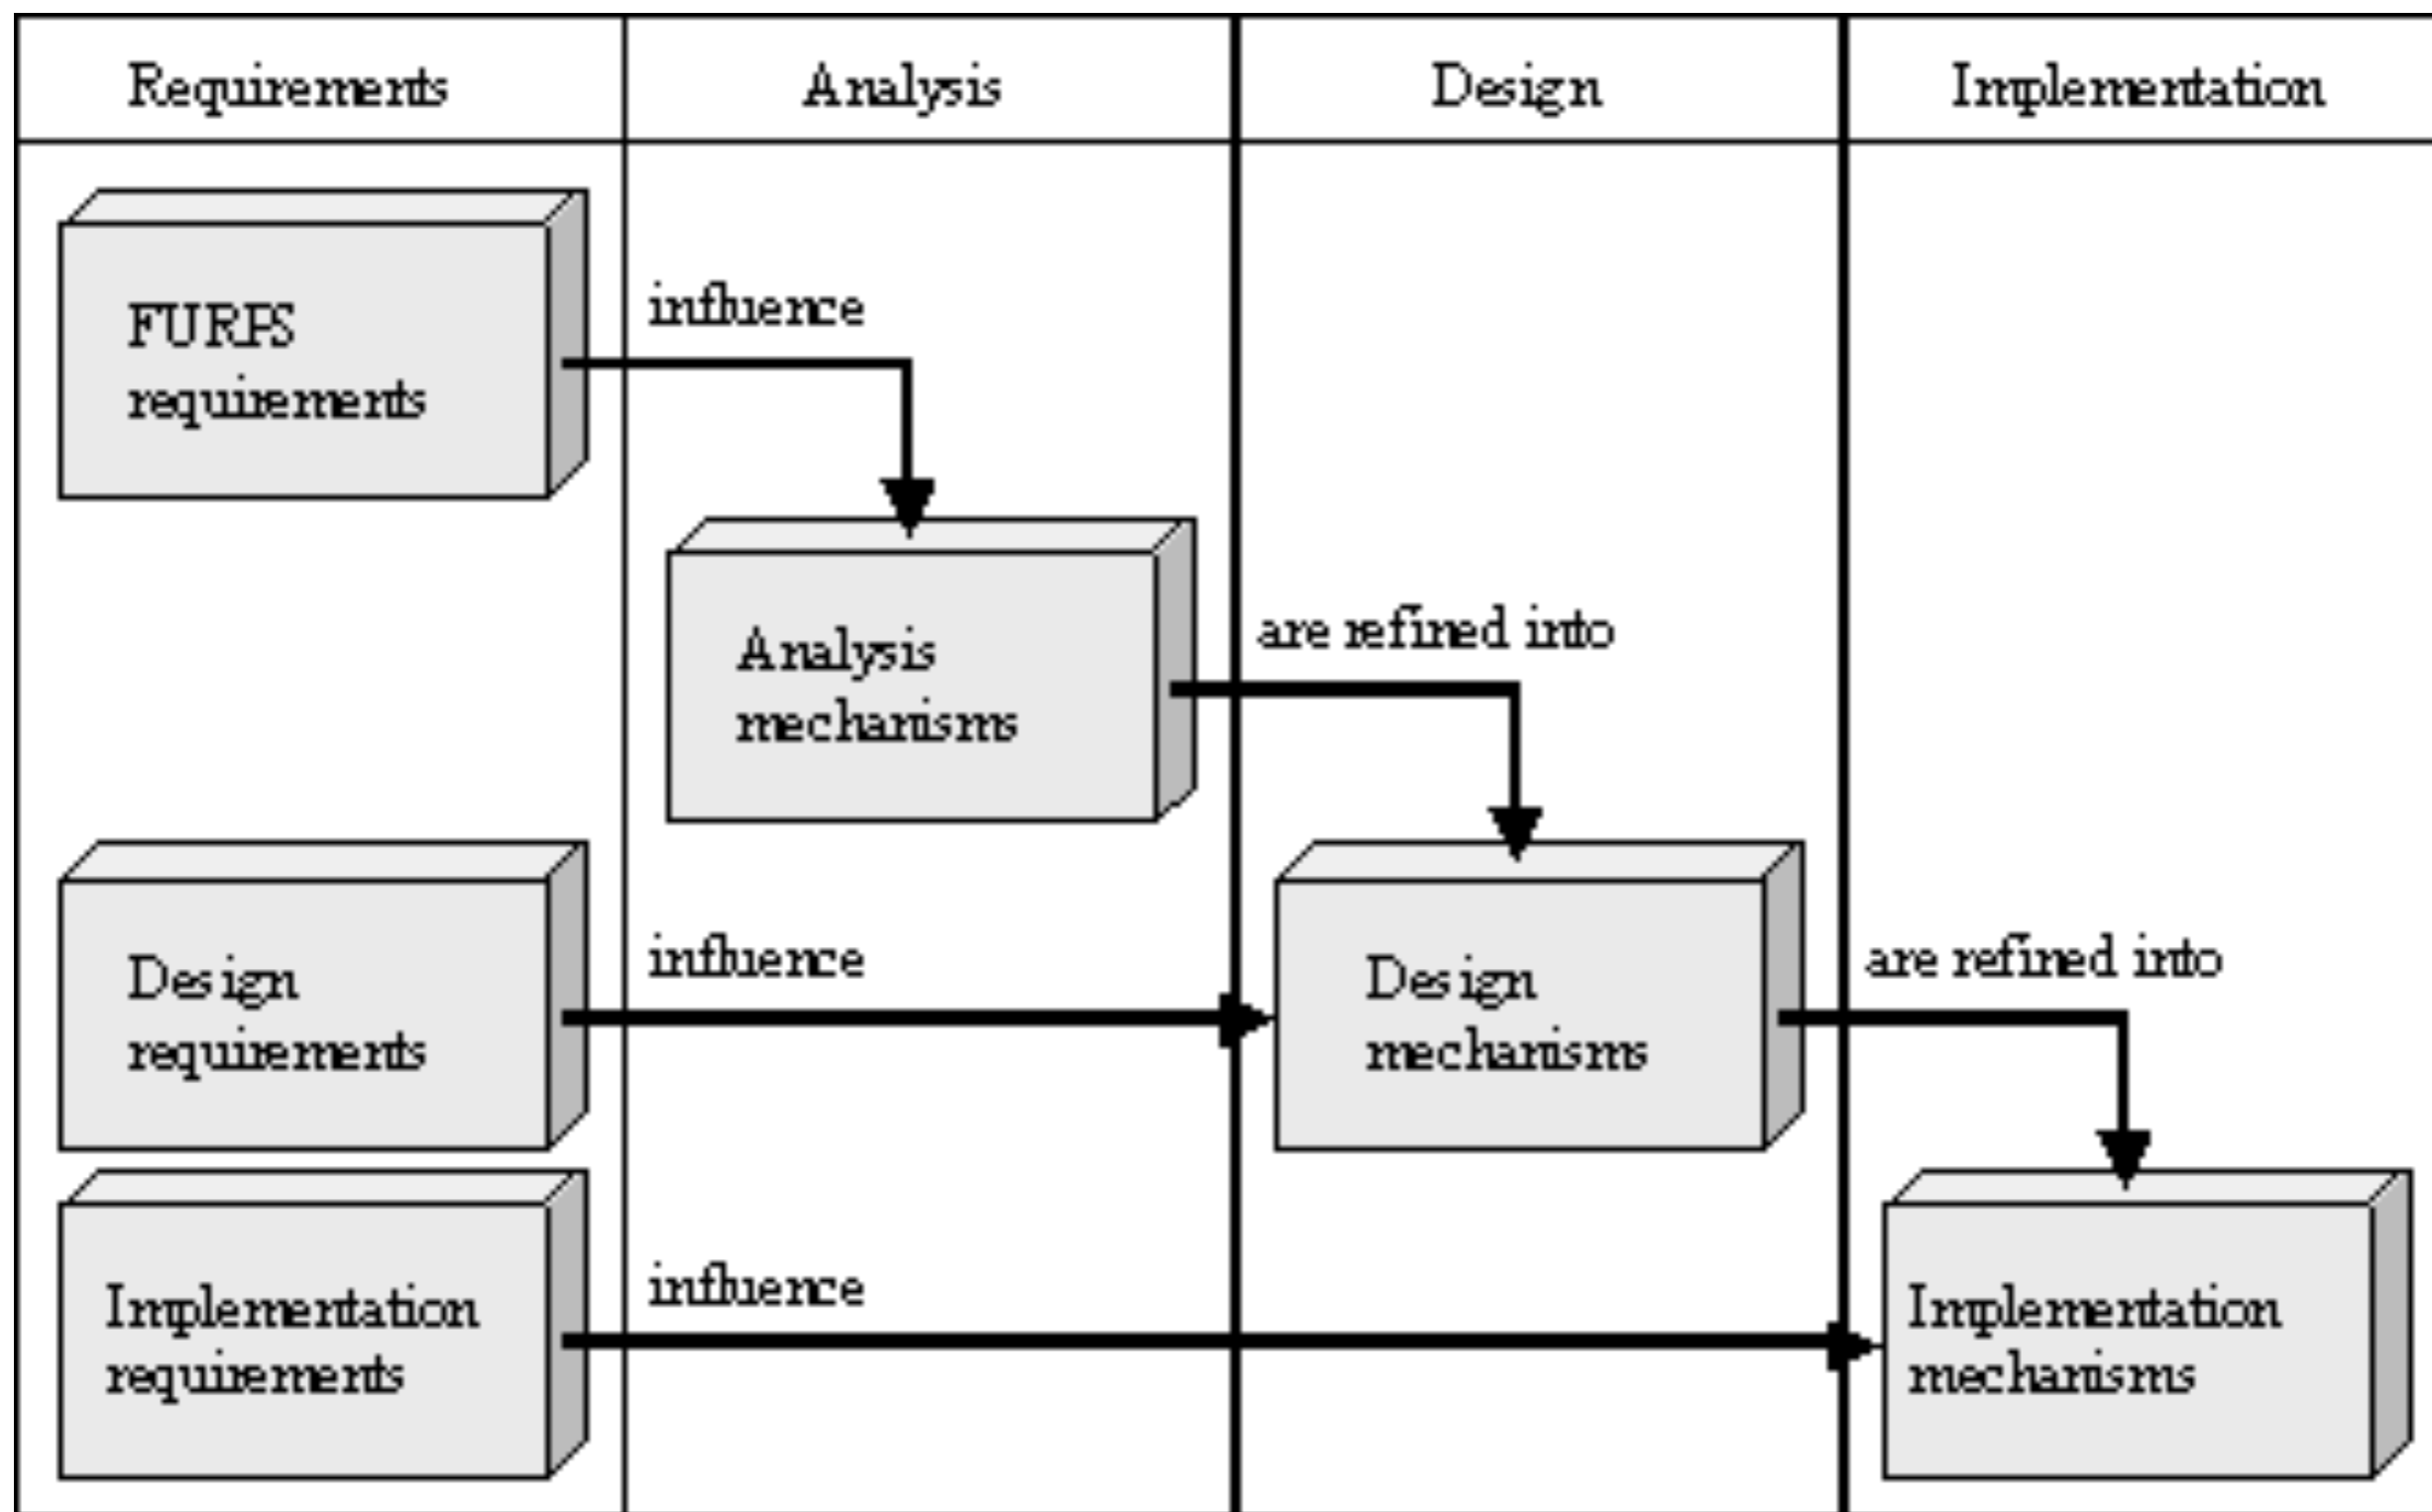 Requirements
Analysis
Design
Implementation
FURPS
requirements
influence
Analysis
mechanisms
are refined into
Design
requirements
influence
Design
mechanisms
are refined into
Implementation
requirements
influence
Implementation
mechanisms